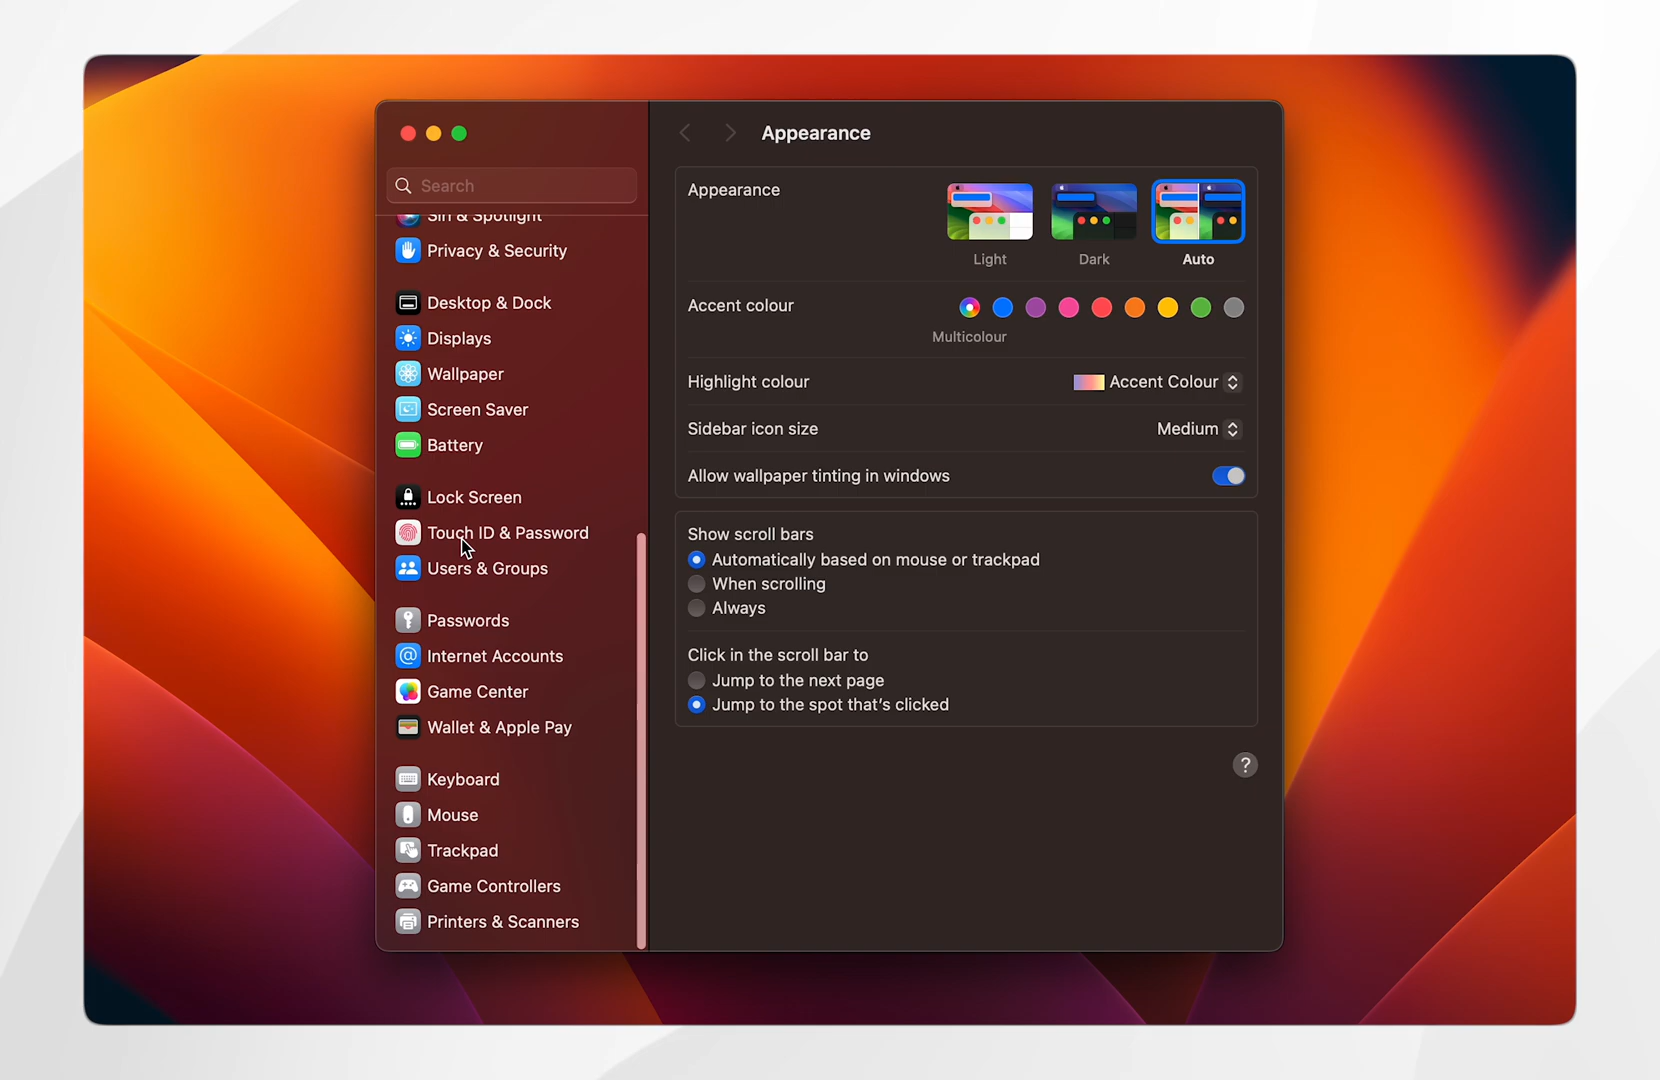 Search
Siri & Spotlight
Privacy & Security
Desktop & Dock
Displays
Wallpaper
Screen Saver
Battery
Lock Screen
Touch ID & Password
Users & Groups
Passwords
Internet Accounts
Game Center
Wallet & Apple Pay
Keyboard
Mouse
Trackpad
Game Controllers
Printers & Scanners
Appearance
Appearance
Light
Dark
Auto
Accent colour
Multicolour
Highlight colour
Accent Colour
Sidebar icon size
Medium
Allow wallpaper tinting in windows
Show scroll bars
Automatically based on mouse or trackpad
When scrolling
Always
Click in the scroll bar to
Jump to the next page
Jump to the spot that’s clicked
?